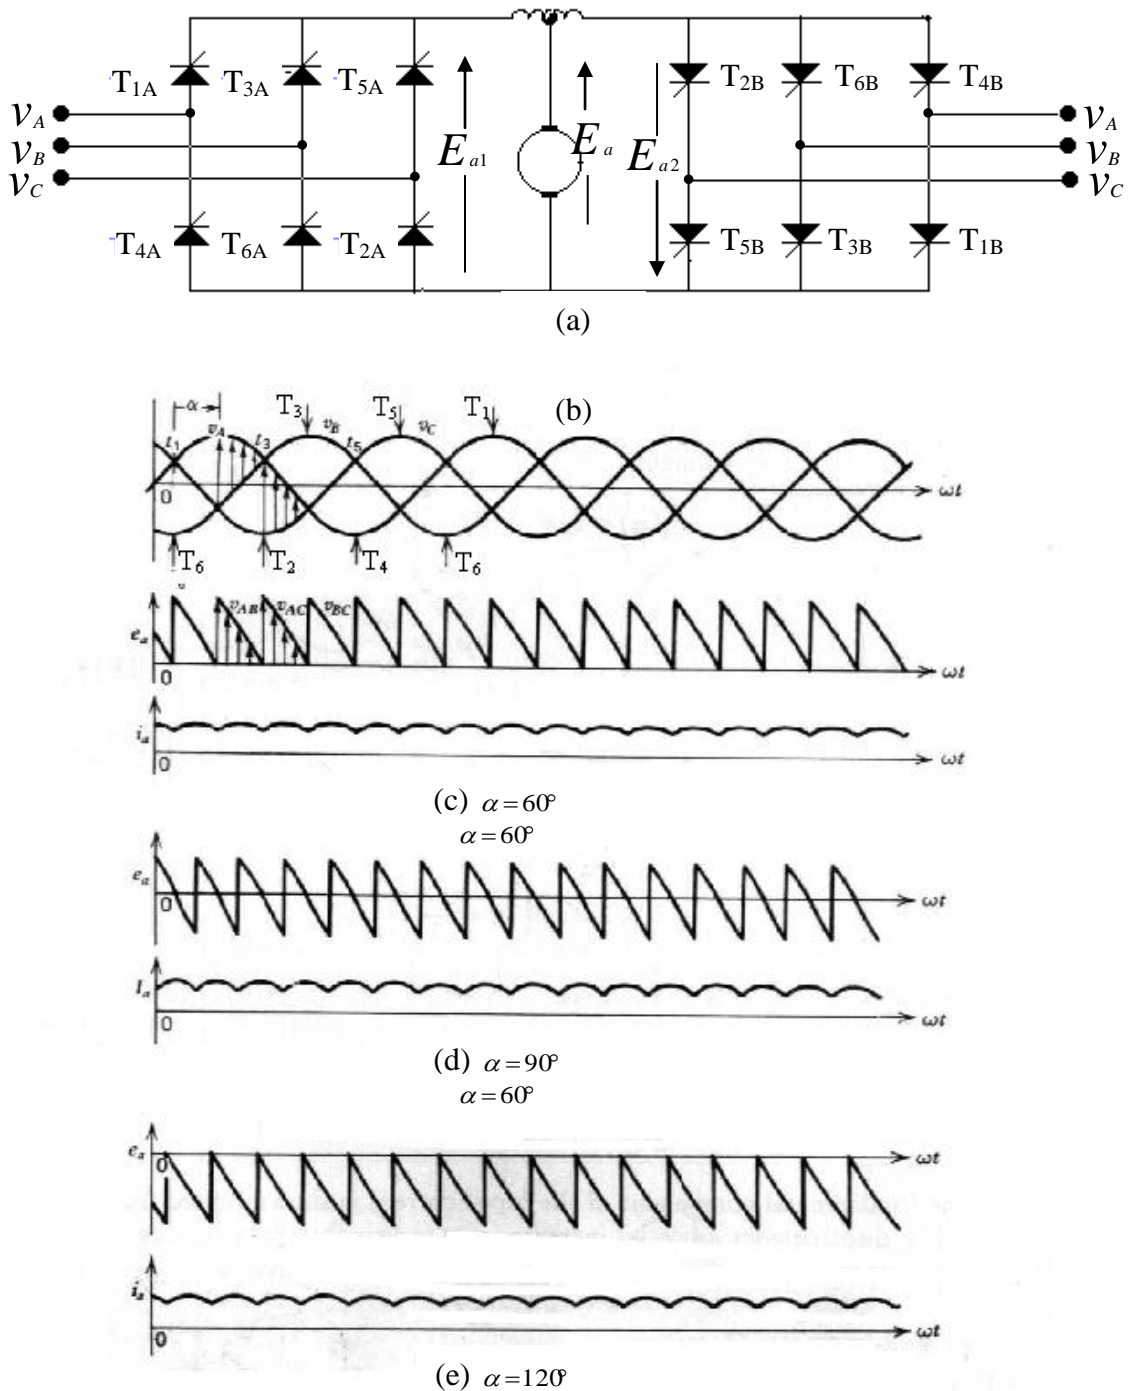 T1A T3A T5A T2B T6B T4B
vA vA
vB Ea1 Ea Ea2 vB
vC vC
T4A T6A T2A T5B T3B T1B
(a)
α T3 T5 T1 (b)
t1 vA t3 vB t5 vC
0 ωt
T6 T2 T4 T6
vAB vAC vBC
ea
0 ωt
ia
0 ωt
(c) α = 60°
α = 60°
ea
0 ωt
Ia
0 ωt
(d) α = 90°
α = 60°
ea 0 ωt
ia
0 ωt
(e) α = 120°